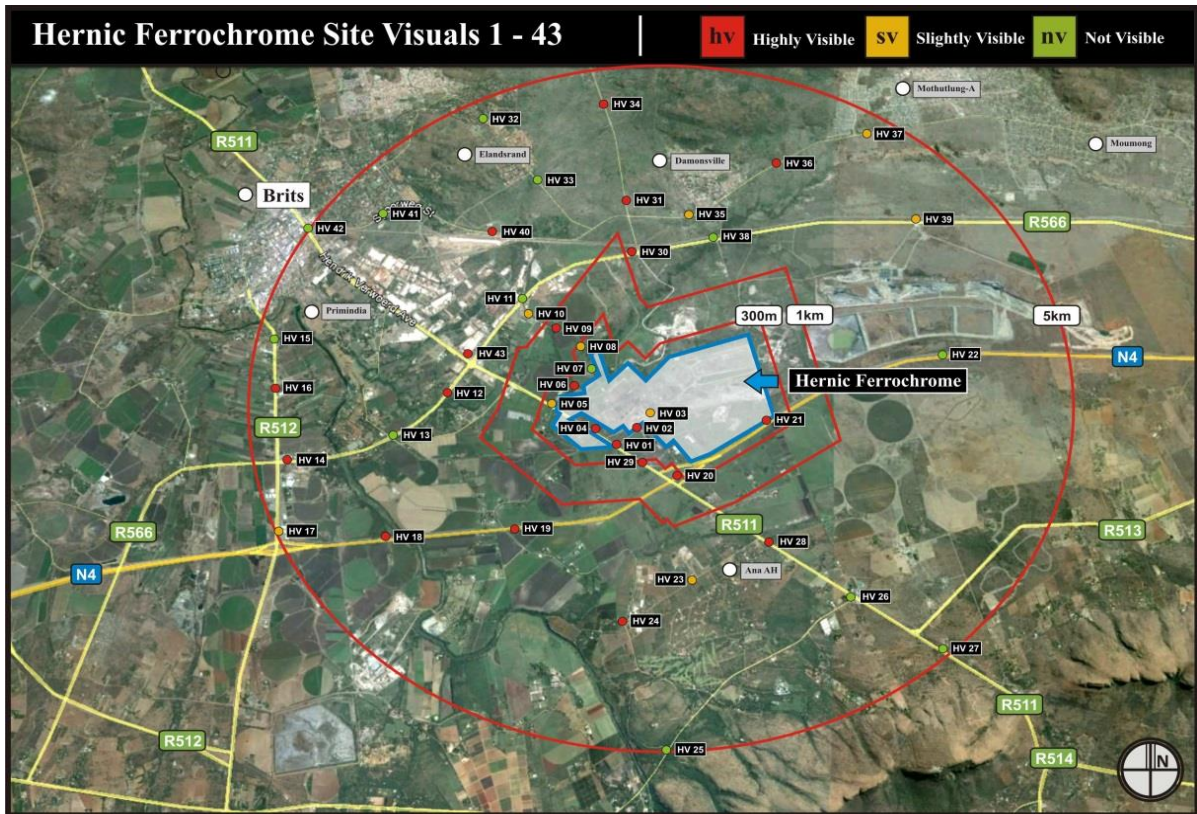 Hernic Ferrochrome Site Visuals 1 - 43
hv Highly Visible
sv Slightly Visible
nv Not Visible
Mothutlung-A
HV 34
HV 32
HV 37
R511
Elandsrand
Damonsville
HV 36
Moumong
HV 33
Brits
HV 31
HV 41
HV 35
HV 39
R566
HV 42
HV 40
HV 38
HV 30
Hendrik Verwoerd Ave
HV 11
Primindia
HV 10
300m
1km
5km
HV 09
HV 15
HV 08
HV 43
HV 22
N4
HV 07
Hernic Ferrochrome
HV 16
HV 06
HV 12
HV 05
HV 03
R512
HV 04
HV 02
HV 21
HV 13
HV 01
HV 14
HV 29
HV 20
R566
HV 17
HV 18
HV 19
R511
R513
HV 28
N4
Ana AH
HV 23
HV 26
HV 24
HV 27
R511
R512
HV 25
R514
N